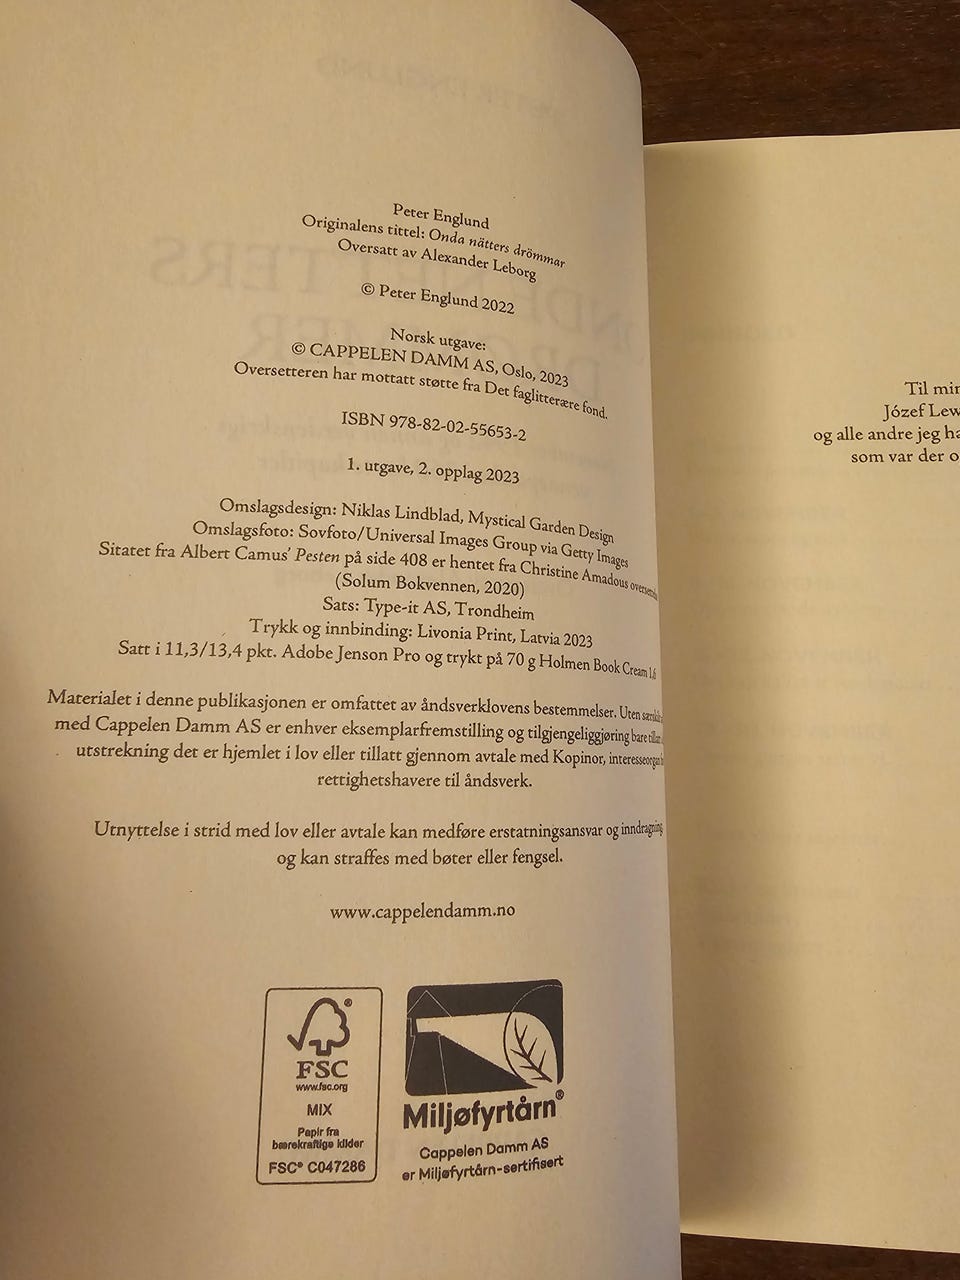 Peter Englund
Originalens tittel: Onda nätters drömmar
Oversatt av Alexander Leborg
© Peter Englund 2022
Norsk utgave:
© CAPPELEN DAMM AS, Oslo, 2023
Oversetteren har mottatt støtte fra Det faglitterære fond.
ISBN 978-82-02-55653-2
1. utgave, 2. opplag 2023
Omslagsdesign: Niklas Lindblad, Mystical Garden Design
Omslagsfoto: Sovfoto/Universal Images Group via Getty Images
Sitatet fra Albert Camus' Pesten på side 408 er hentet fra Christine Amadous
(Solum Bokvennen, 2020)
Sats: Type-it AS, Trondheim
Trykk og innbinding: Livonia Print, Latvia 2023
Satt i 11,3/13,4 pkt. Adobe Jenson Pro og trykt på 70 g Holmen Book Cream 1,6
Materialet i denne publikasjonen er omfattet av åndsverklovens bestemmelser. Uten
med Cappelen Damm AS er enhver eksemplarfremstilling og tilgjengeliggjøring bare
utstrekning det er hjemlet i lov eller tillatt gjennom avtale med Kopinor,
rettighetshavere til åndsverk.
Utnyttelse i strid med lov eller avtale kan medføre erstatningsansvar og inndragning
og kan straffes med bøter eller fengsel.
www.cappelendamm.no
FSC
www.fsc.org
MIX
Papir fra
bærekraftige kilder
FSC® C047286
Miljøfyrtårn®
Cappelen Damm AS
er Miljøfyrtårn-sertifisert
Til min
Józef Lew
og alle andre jeg ha
som var der o